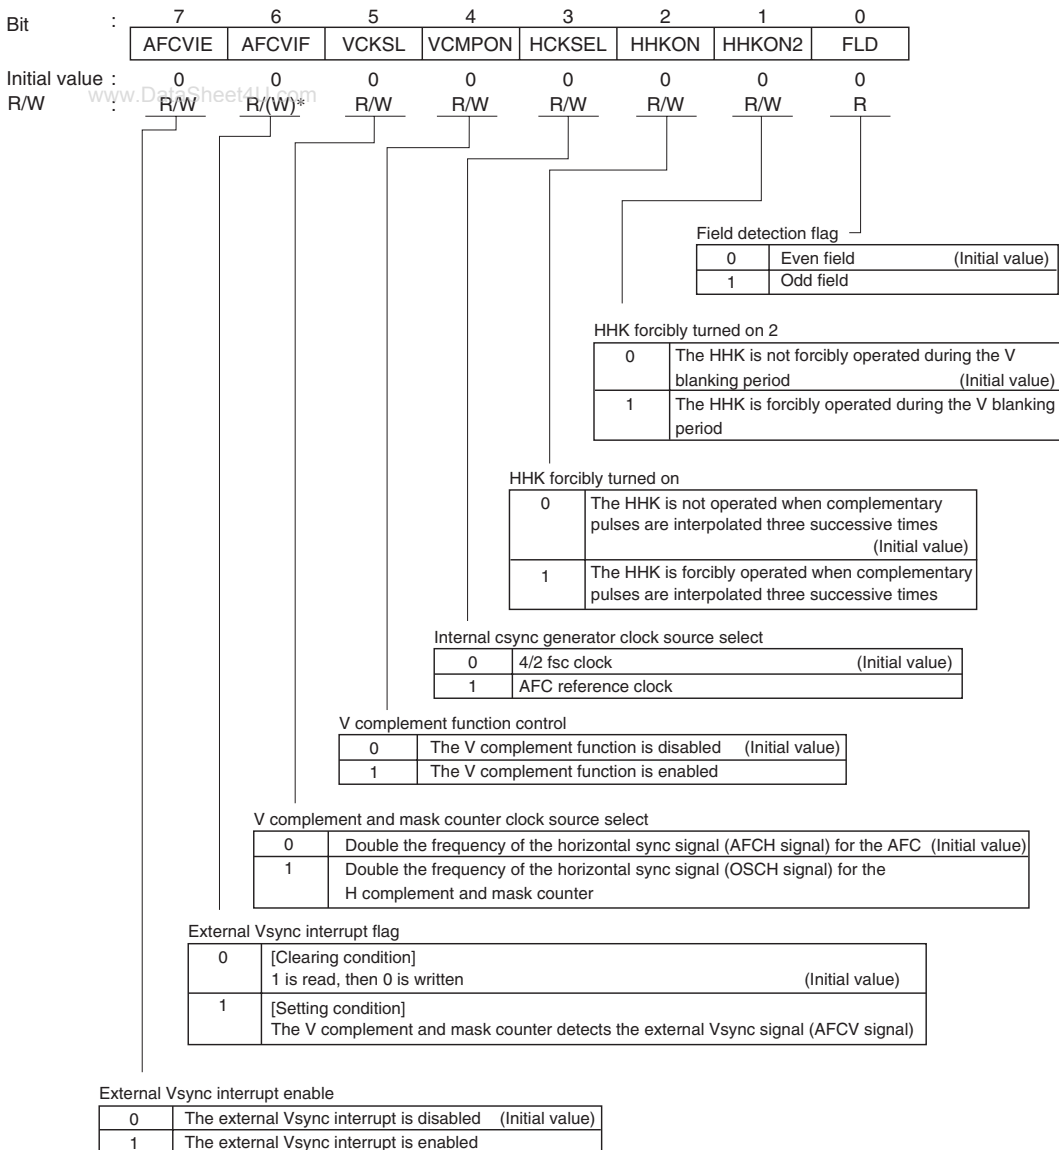 Bit : 7 6 5 4 3 2 1 0
AFCVIE AFCVIF VCKSL VCMPON HCKSEL HHKON HHKON2 FLD
Initial value : 0 0 0 0 0 0 0 0
www.DataSheet4U.com
R/W : R/W R/(W)* R/W R/W R/W R/W R/W R
Field detection flag
0 Even field (Initial value)
1 Odd field
HHK forcibly turned on 2
0 The HHK is not forcibly operated during the V
blanking period (Initial value)
1 The HHK is forcibly operated during the V blanking
period
HHK forcibly turned on
0 The HHK is not operated when complementary
pulses are interpolated three successive times
(Initial value)
1 The HHK is forcibly operated when complementary
pulses are interpolated three successive times
Internal csync generator clock source select
0 4/2 fsc clock (Initial value)
1 AFC reference clock
V complement function control
0 The V complement function is disabled (Initial value)
1 The V complement function is enabled
V complement and mask counter clock source select
0 Double the frequency of the horizontal sync signal (AFCH signal) for the AFC (Initial value)
1 Double the frequency of the horizontal sync signal (OSCH signal) for the
H complement and mask counter
External Vsync interrupt flag
0 [Clearing condition]
1 is read, then 0 is written (Initial value)
1 [Setting condition]
The V complement and mask counter detects the external Vsync signal (AFCV signal)
External Vsync interrupt enable
0 The external Vsync interrupt is disabled (Initial value)
1 The external Vsync interrupt is enabled